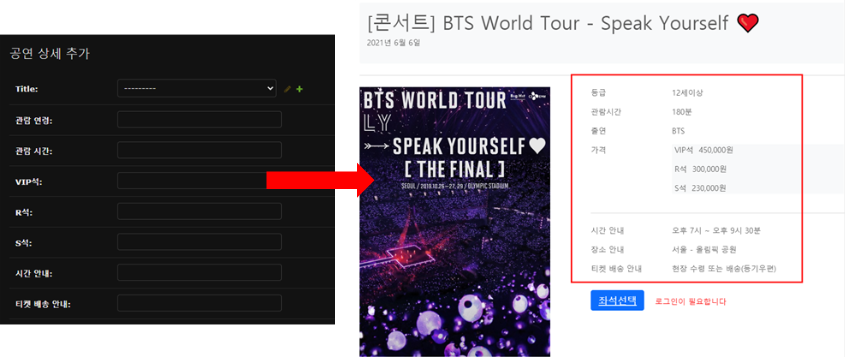 공연 상세 추가
Title:
---------
관람 연령:
관람 시간:
VIP석:
R석:
S석:
시간 안내:
티켓 배송 안내:
[콘서트] BTS World Tour - Speak Yourself ❤
2021년 6월 6일
BTS WORLD TOUR
LY
SPEAK YOURSELF
[ THE FINAL ]
SEOUL / 2019.10.26 - 27, 29 / OLYMPIC STADIUM
등급 12세이상
관람시간 180분
출연 BTS
가격 VIP석 450,000원
R석 300,000원
S석 230,000원
시간 안내 오후 7시 ~ 오후 9시 30분
장소 안내 서울 - 올림픽 공원
티켓 배송 안내 현장 수령 또는 배송(등기우편)
좌석선택 로그인이 필요합니다